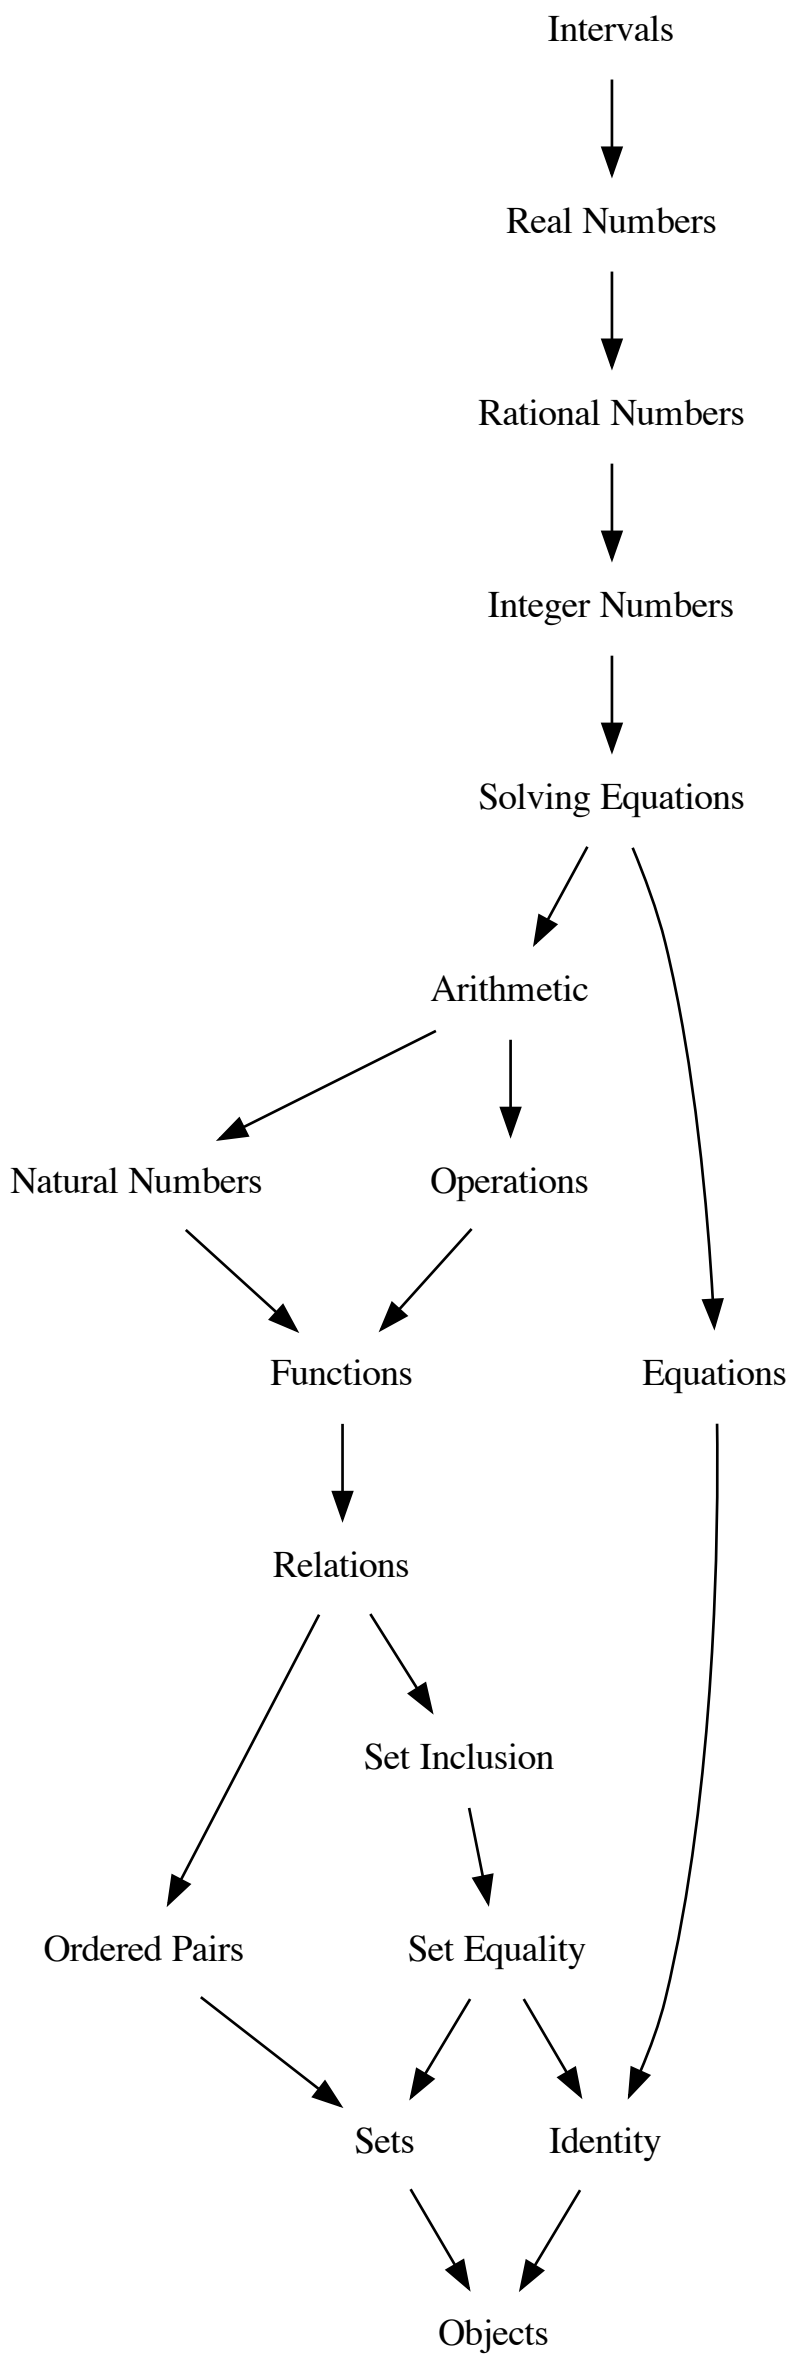 Intervals
Real Numbers
Rational Numbers
Integer Numbers
Solving Equations
Arithmetic
Natural Numbers
Operations
Functions
Equations
Relations
Set Inclusion
Ordered Pairs
Set Equality
Sets
Identity
Objects